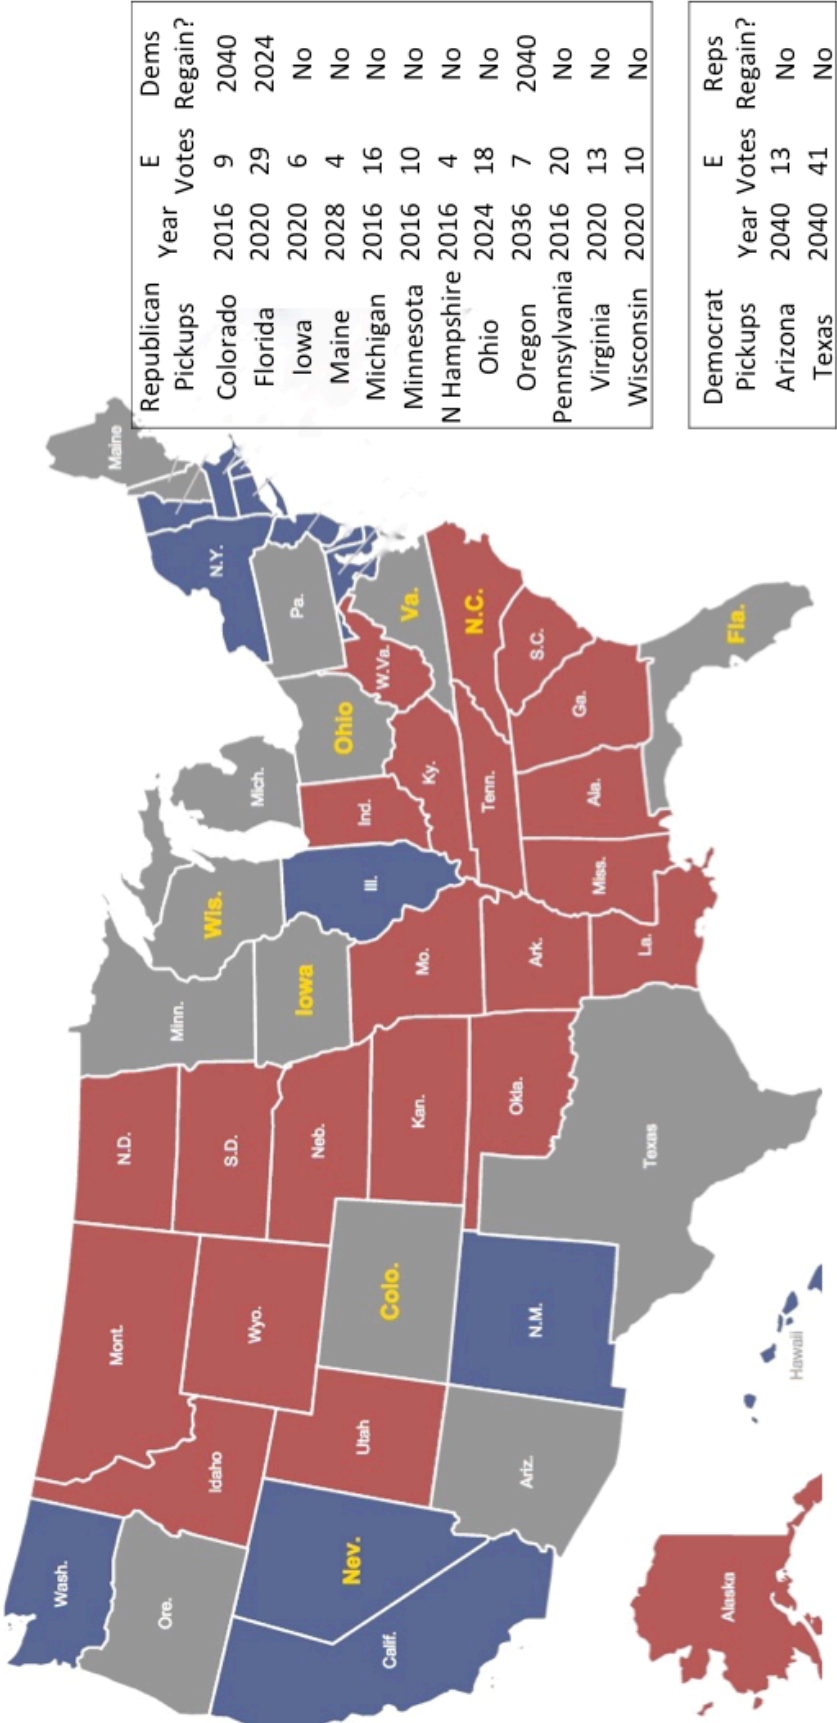 Wash.
Ore.
Calif.
Nev.
Idaho
Mont.
Wyo.
Utah
Ariz.
Colo.
N.M.
N.D.
S.D.
Neb.
Kan.
Okla.
Texas
Minn.
Iowa
Mo.
Ark.
La.
Wis.
Ill.
Mich.
Ind.
Ohio
Ky.
Tenn.
Miss.
Ala.
Ga.
Fla.
S.C.
N.C.
Va.
W.Va.
Pa.
N.Y.
Maine
Alaska
Hawaii
Republican E Dems
Pickups Year Votes Regain?
Colorado 2016 9 2040
Florida 2020 29 2024
Iowa 2020 6 No
Maine 2028 4 No
Michigan 2016 16 No
Minnesota 2016 10 No
N Hampshire 2016 4 No
Ohio 2024 18 No
Oregon 2036 7 2040
Pennsylvania 2016 20 No
Virginia 2020 13 No
Wisconsin 2020 10 No
Democrat E Reps
Pickups Year Votes Regain?
Arizona 2040 13 No
Texas 2040 41 No